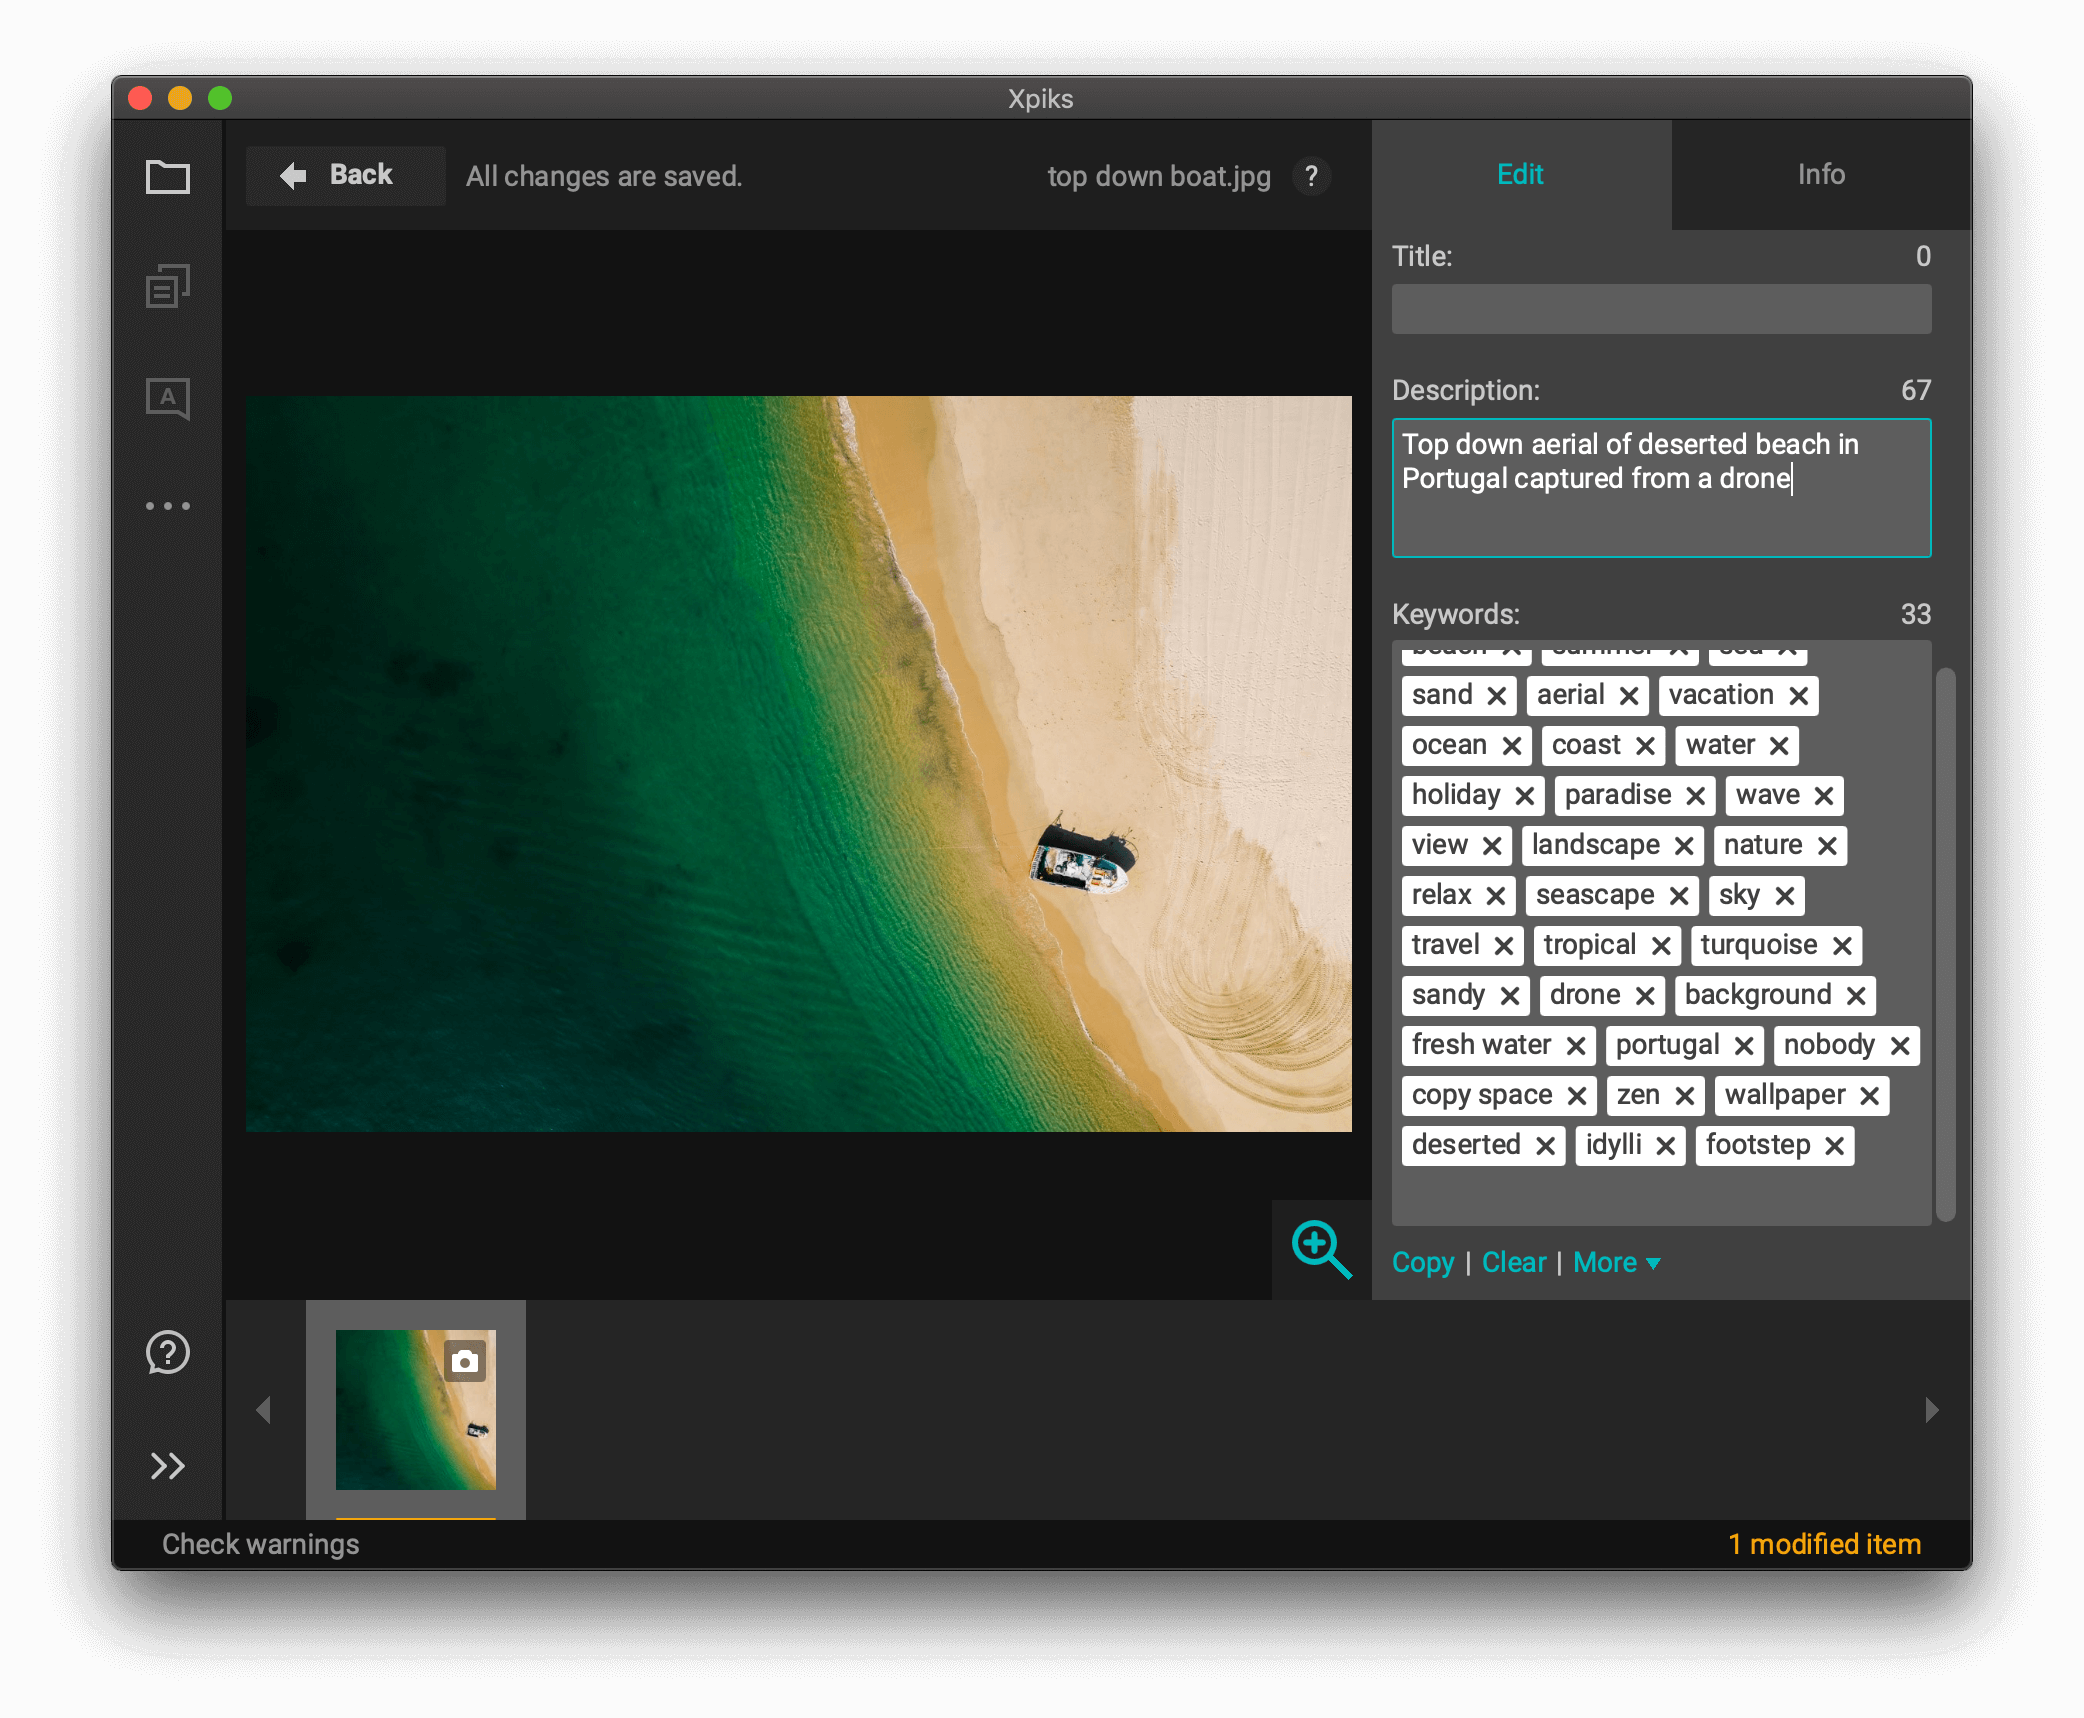 Xpiks
Back
All changes are saved.
top down boat.jpg
?
Edit
Info
Title:
0
Description:
67
Top down aerial of deserted beach in
Portugal captured from a drone
Keywords:
33
beach summer sea
sand aerial vacation
ocean coast water
holiday paradise wave
view landscape nature
relax seascape sky
travel tropical turquoise
sandy drone background
fresh water portugal nobody
copy space zen wallpaper
deserted idylli footstep
Copy | Clear | More
Check warnings
1 modified item